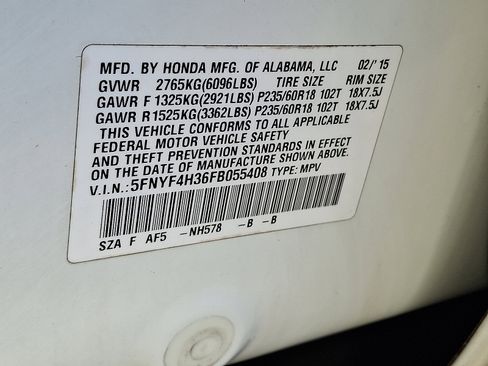 MFD. BY HONDA MFG. OF ALABAMA, LLC 02/'15
GVWR 2765KG(6096LBS) TIRE SIZE RIM SIZE
GAWR F 1325KG(2921LBS) P235/60R18 102T 18X7.5J
GAWR R 1525KG(3362LBS) P235/60R18 102T 18X7.5J
THIS VEHICLE CONFORMS TO ALL APPLICABLE
FEDERAL MOTOR VEHICLE SAFETY
AND THEFT PREVENTION STANDARDS IN EFFECT
ON THE DATE OF MANUFACTURE SHOWN ABOVE.
V.I.N.: 5FNYF4H36FB055408 TYPE: MPV
SZA F AF5 -NH578 -B -B